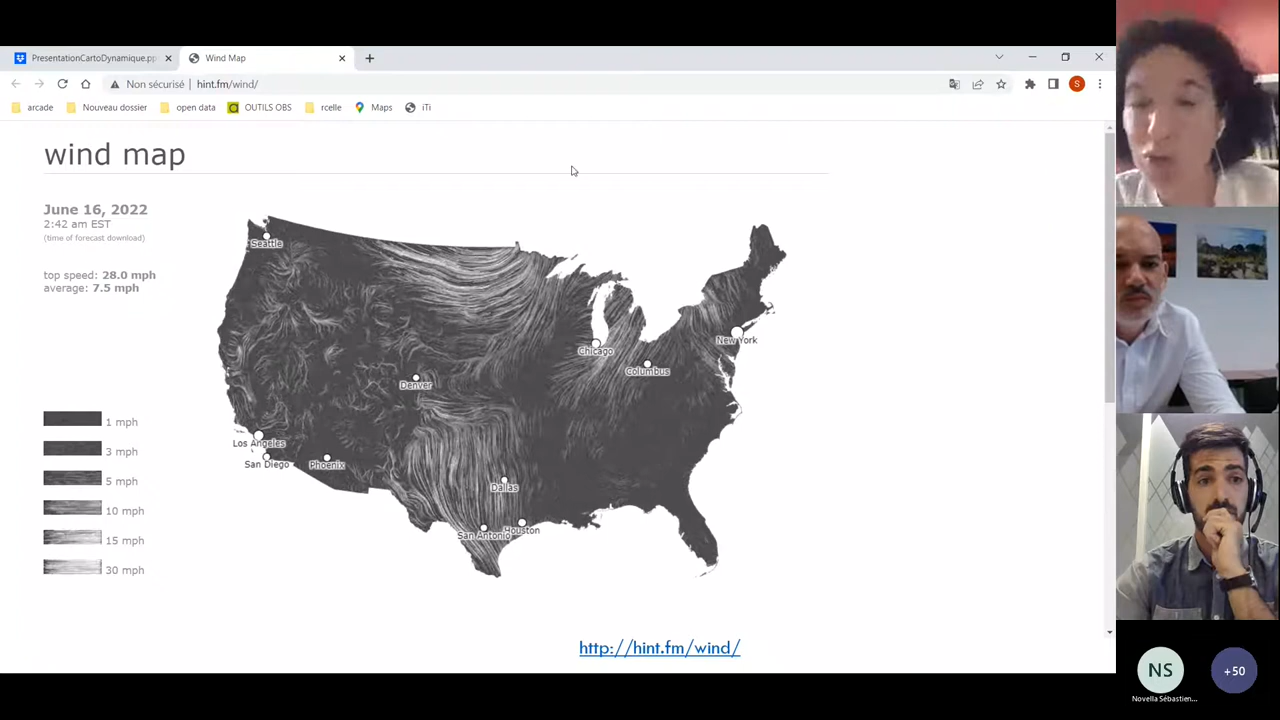 PresentationCartoDynamique.pp
Wind Map
Non sécurisé
hint.fm/wind/
S
arcade
Nouveau dossier
open data
OUTILS OBS
rcelle
Maps
iTi
wind map
June 16, 2022
2:42 am EST
(time of forecast download)
top speed: 28.0 mph
average: 7.5 mph
Seattle
New York
Chicago
Columbus
Denver
Los Angeles
San Diego
Phoenix
Dallas
Houston
San Antonio
1 mph
3 mph
5 mph
10 mph
15 mph
30 mph
http://hint.fm/wind/
NS
+50
Novella Sébastien...